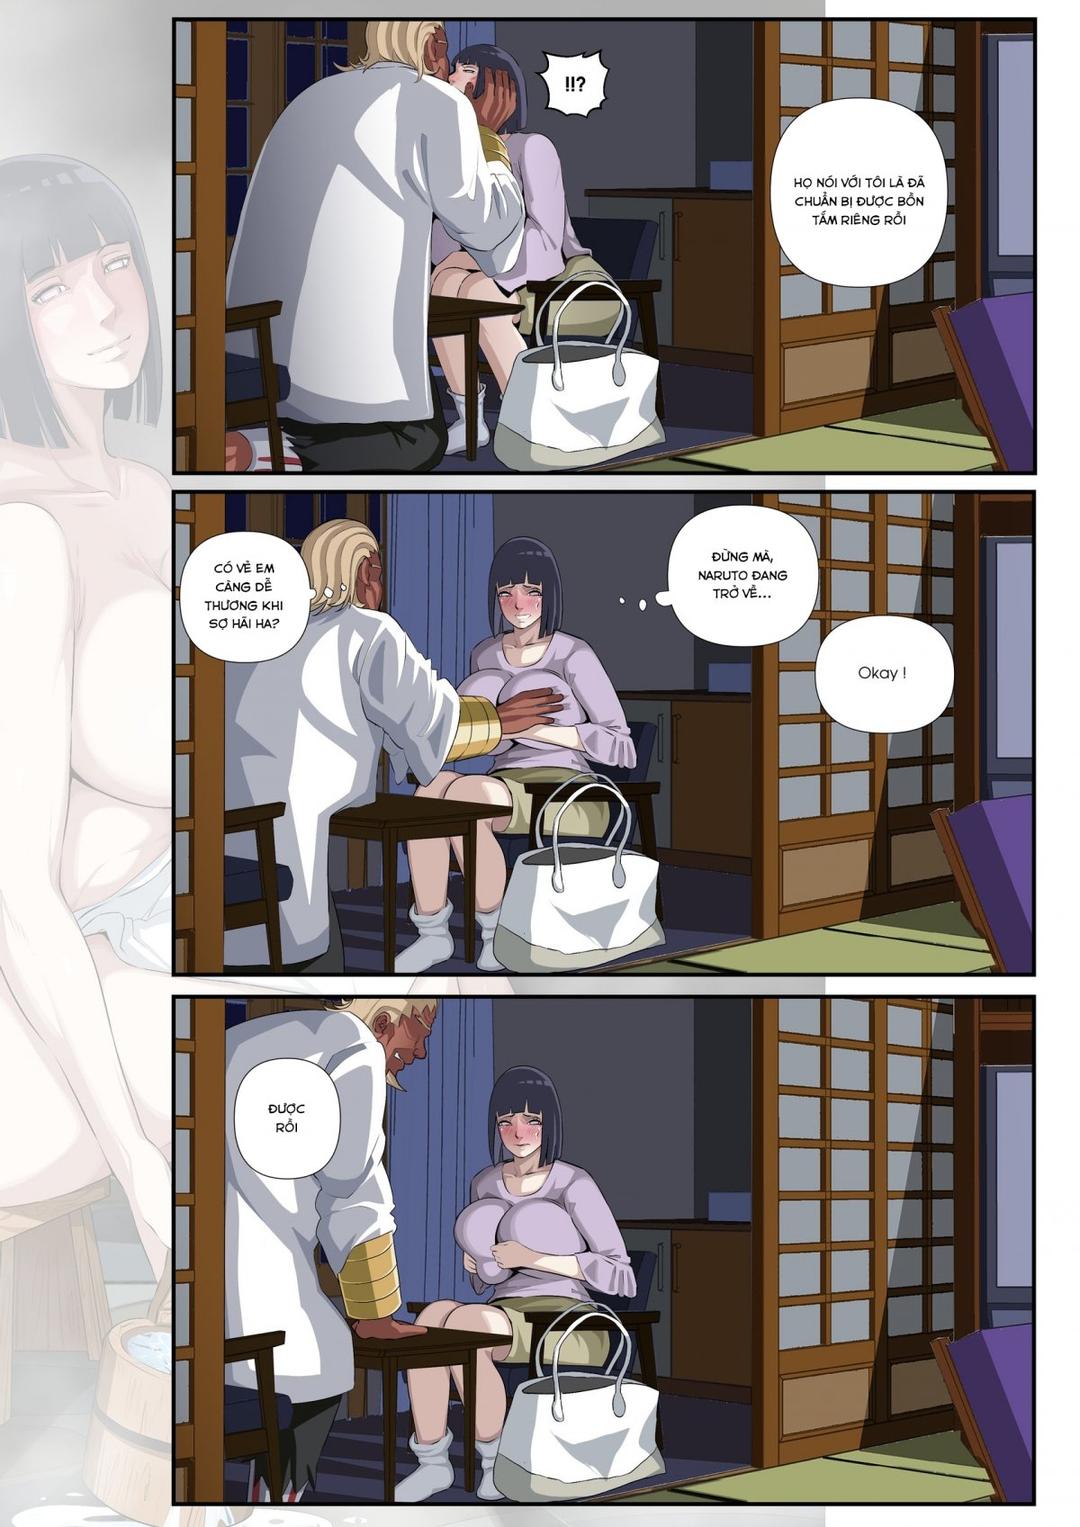 !!?
HỌ NÓI VỚI TÔI LÀ ĐÃ
CHUẨN BỊ ĐƯỢC BỒN
TẮM RIÊNG RỒI
CÓ VẺ EM
CÀNG DỄ
THƯƠNG KHI
SỢ HÃI HA?
ĐỪNG MÀ,
NARUTO ĐANG
TRỞ VỀ...
Okay !
ĐƯỢC
RỒI